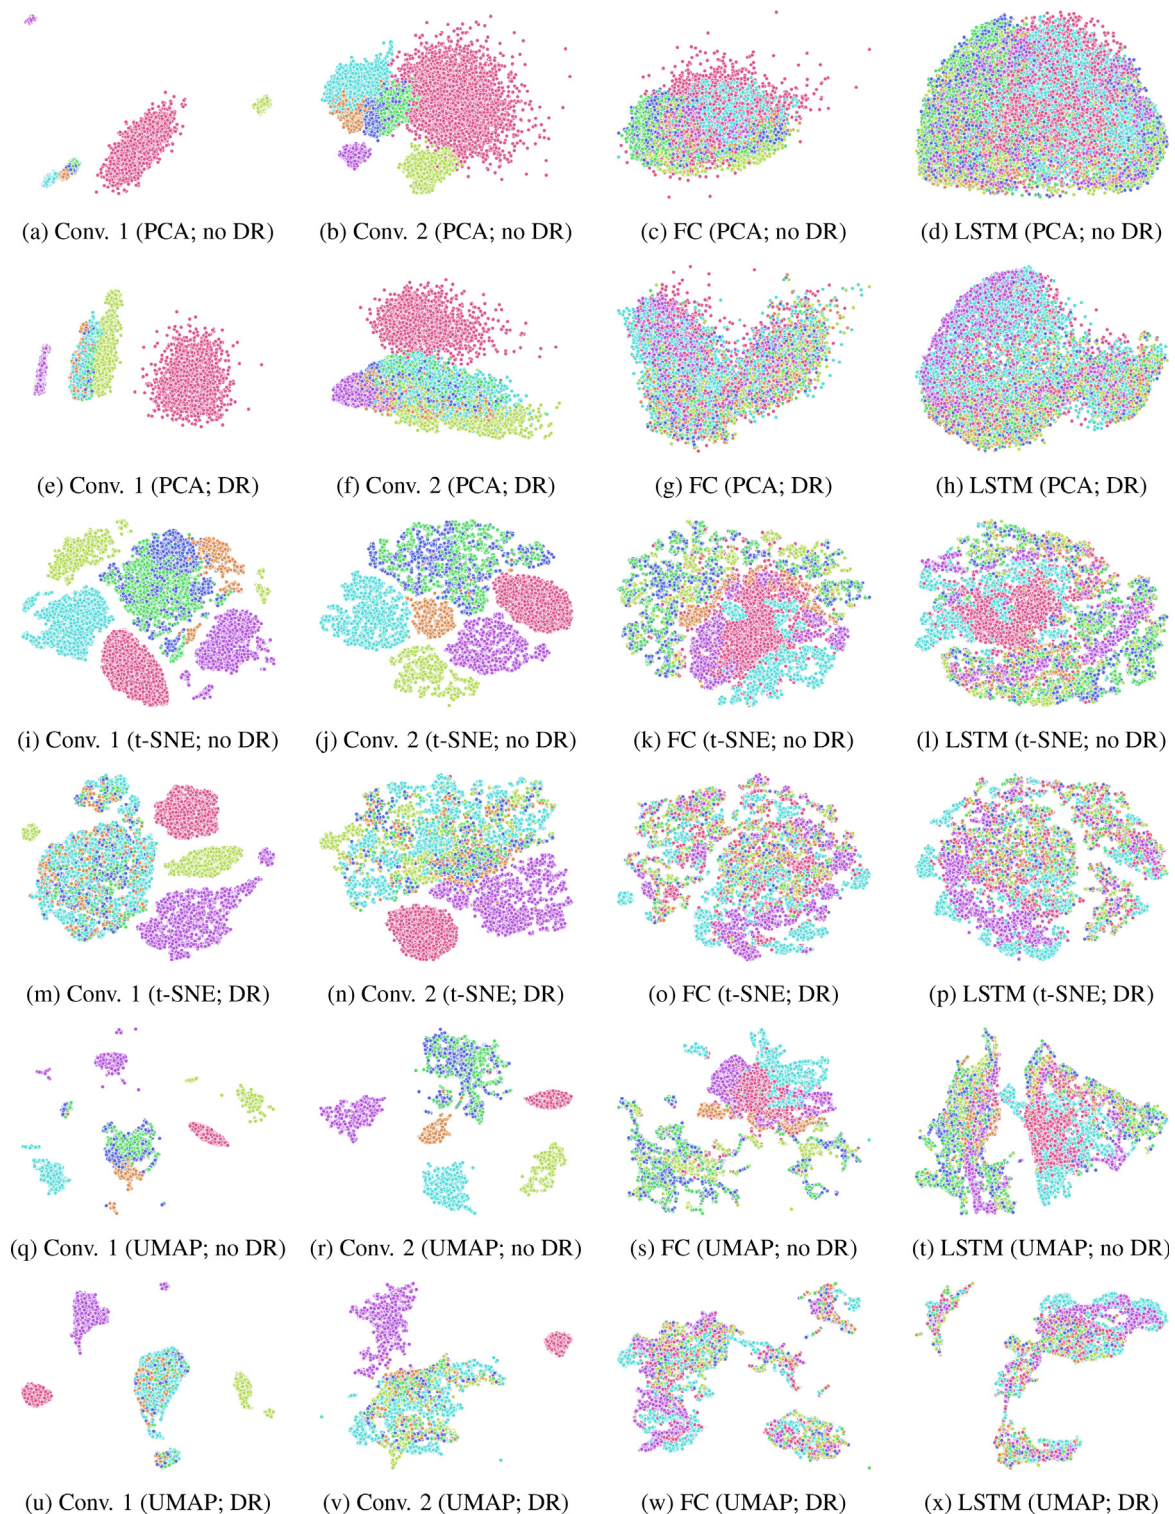 (a) Conv. 1 (PCA; no DR) (b) Conv. 2 (PCA; no DR) (c) FC (PCA; no DR) (d) LSTM (PCA; no DR)
(e) Conv. 1 (PCA; DR) (f) Conv. 2 (PCA; DR) (g) FC (PCA; DR) (h) LSTM (PCA; DR)
(i) Conv. 1 (t-SNE; no DR) (j) Conv. 2 (t-SNE; no DR) (k) FC (t-SNE; no DR) (l) LSTM (t-SNE; no DR)
(m) Conv. 1 (t-SNE; DR) (n) Conv. 2 (t-SNE; DR) (o) FC (t-SNE; DR) (p) LSTM (t-SNE; DR)
(q) Conv. 1 (UMAP; no DR) (r) Conv. 2 (UMAP; no DR) (s) FC (UMAP; no DR) (t) LSTM (UMAP; no DR)
(u) Conv. 1 (UMAP; DR) (v) Conv. 2 (UMAP; DR) (w) FC (UMAP; DR) (x) LSTM (UMAP; DR)